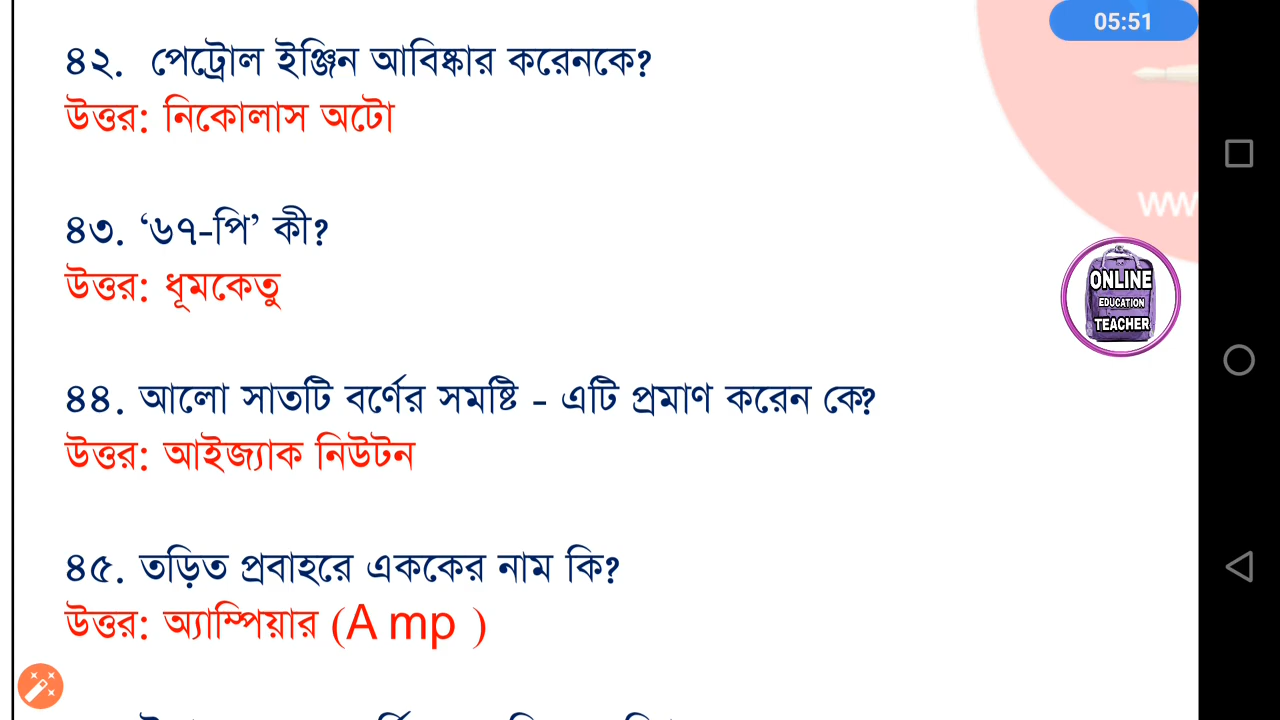 05:51
৪২. পেট্রোল ইঞ্জিন আবিষ্কার করেনকে?
উত্তর: নিকোলাস অটো
৪৩. ‘৬৭-পি’ কী?
উত্তর: ধূমকেতু
ww
ONLINE
EDUCATION
TEACHER
৪৪. আলো সাতটি বর্ণের সমষ্টি - এটি প্রমাণ করেন কে?
উত্তর: আইজ্যাক নিউটন
৪৫. তড়িত প্রবাহরে এককের নাম কি?
উত্তর: অ্যাম্পিয়ার (A mp )